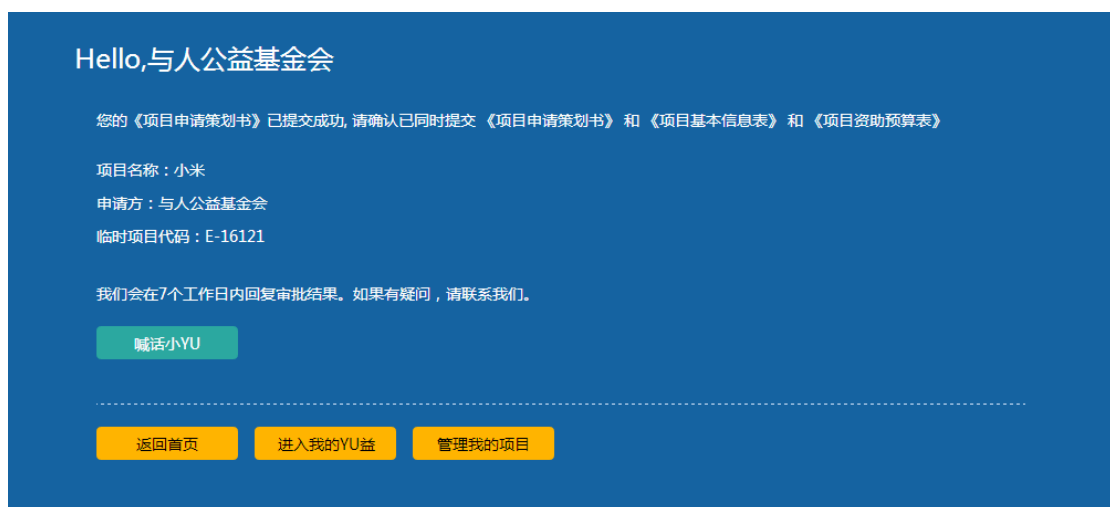 Hello,与人公益基金会
您的《项目申请策划书》已提交成功, 请确认已同时提交 《项目申请策划书》 和 《项目基本信息表》 和 《项目资助预算表》
项目名称：小米
申请方：与人公益基金会
临时项目代码：E-16121
我们会在7个工作日内回复审批结果。如果有疑问，请联系我们。
喊话小YU
返回首页 进入我的YU益 管理我的项目